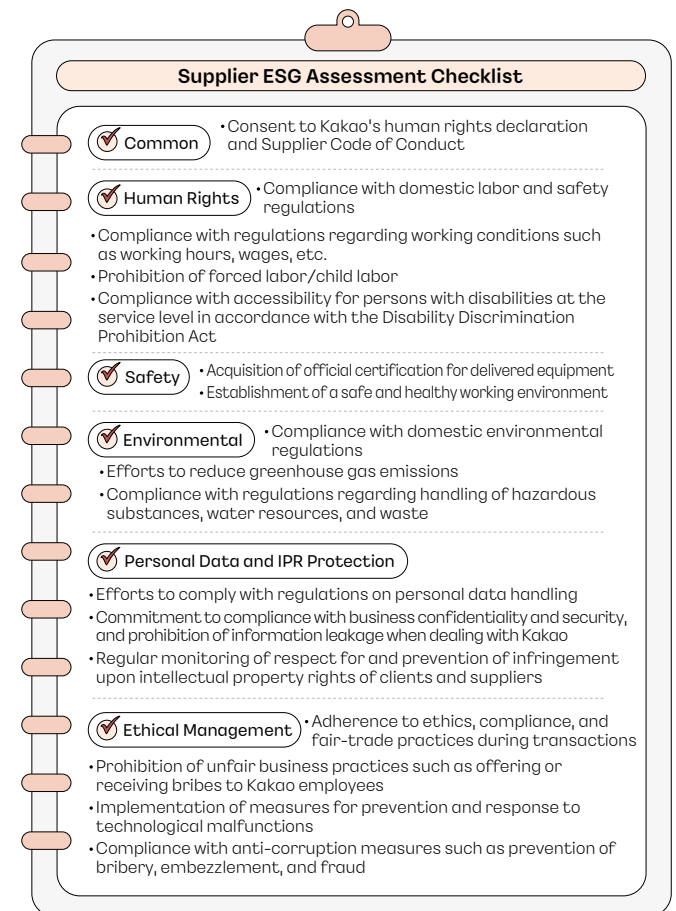 Supplier ESG Assessment Checklist
Common
•Consent to Kakao's human rights declaration
and Supplier Code of Conduct
Human Rights
•Compliance with domestic labor and safety
regulations
•Compliance with regulations regarding working conditions such
as working hours, wages, etc.
•Prohibition of forced labor/child labor
•Compliance with accessibility for persons with disabilities at the
service level in accordance with the Disability Discrimination
Prohibition Act
Safety
•Acquisition of official certification for delivered equipment
•Establishment of a safe and healthy working environment
Environmental
•Compliance with domestic environmental
regulations
•Efforts to reduce greenhouse gas emissions
•Compliance with regulations regarding handling of hazardous
substances, water resources, and waste
Personal Data and IPR Protection
•Efforts to comply with regulations on personal data handling
•Commitment to compliance with business confidentiality and security,
and prohibition of information leakage when dealing with Kakao
•Regular monitoring of respect for and prevention of infringement
upon intellectual property rights of clients and suppliers
Ethical Management
•Adherence to ethics, compliance, and
fair-trade practices during transactions
•Prohibition of unfair business practices such as offering or
receiving bribes to Kakao employees
•Implementation of measures for prevention and response to
technological malfunctions
•Compliance with anti-corruption measures such as prevention of
bribery, embezzlement, and fraud